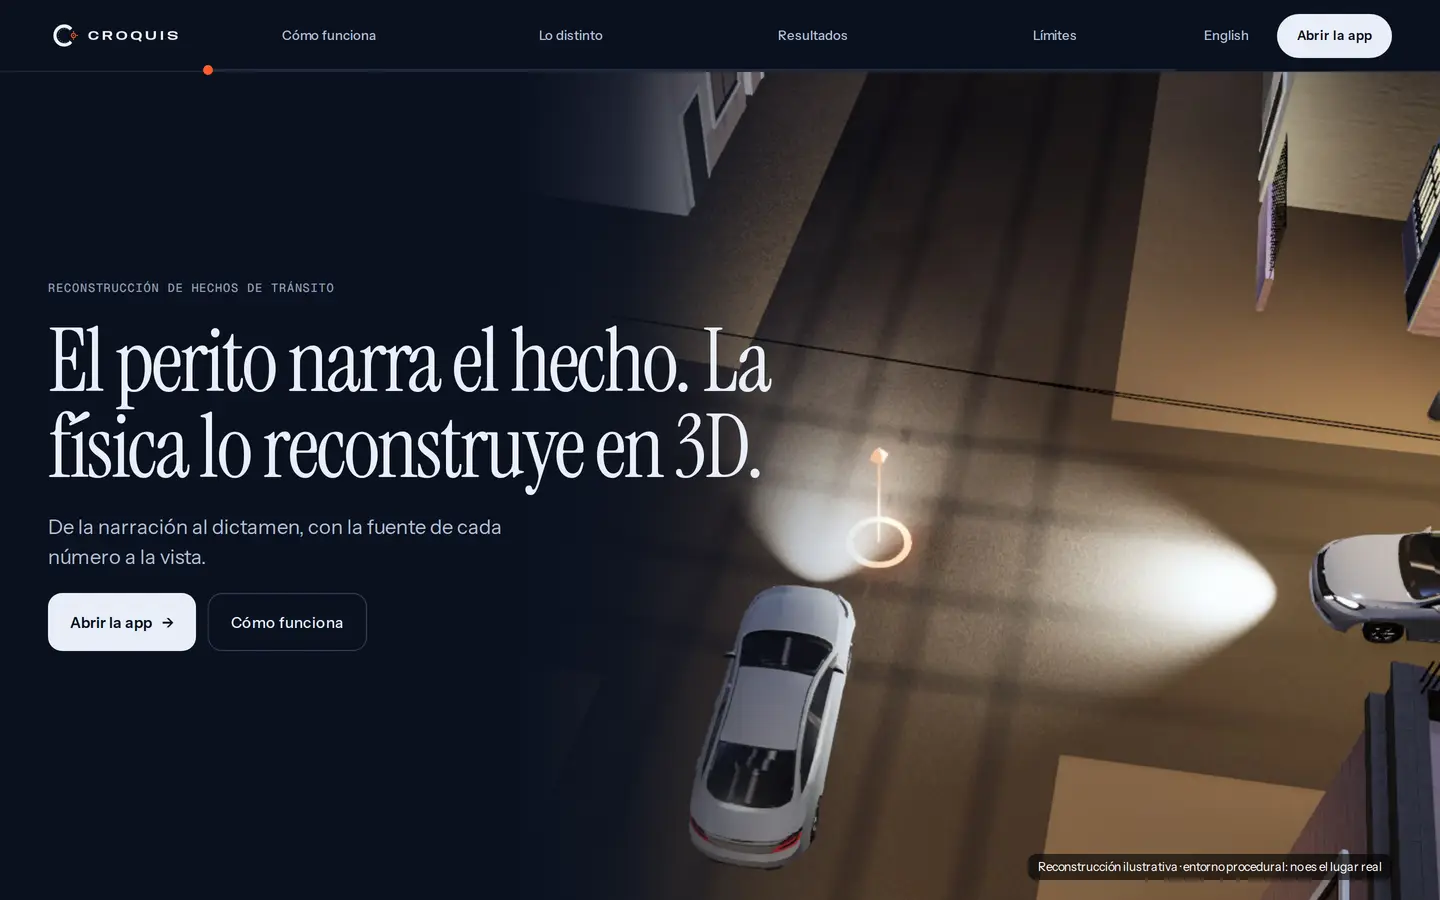 CROQUIS
Cómo funciona
Lo distinto
Resultados
Límites
English
Abrir la app
RECONSTRUCCIÓN DE HECHOS DE TRÁNSITO
El perito narra el hecho. La
física lo reconstruye en 3D.
De la narración al dictamen, con la fuente de cada
número a la vista.
Abrir la app →
Cómo funciona
Reconstrucción ilustrativa · entorno procedural: no es el lugar real